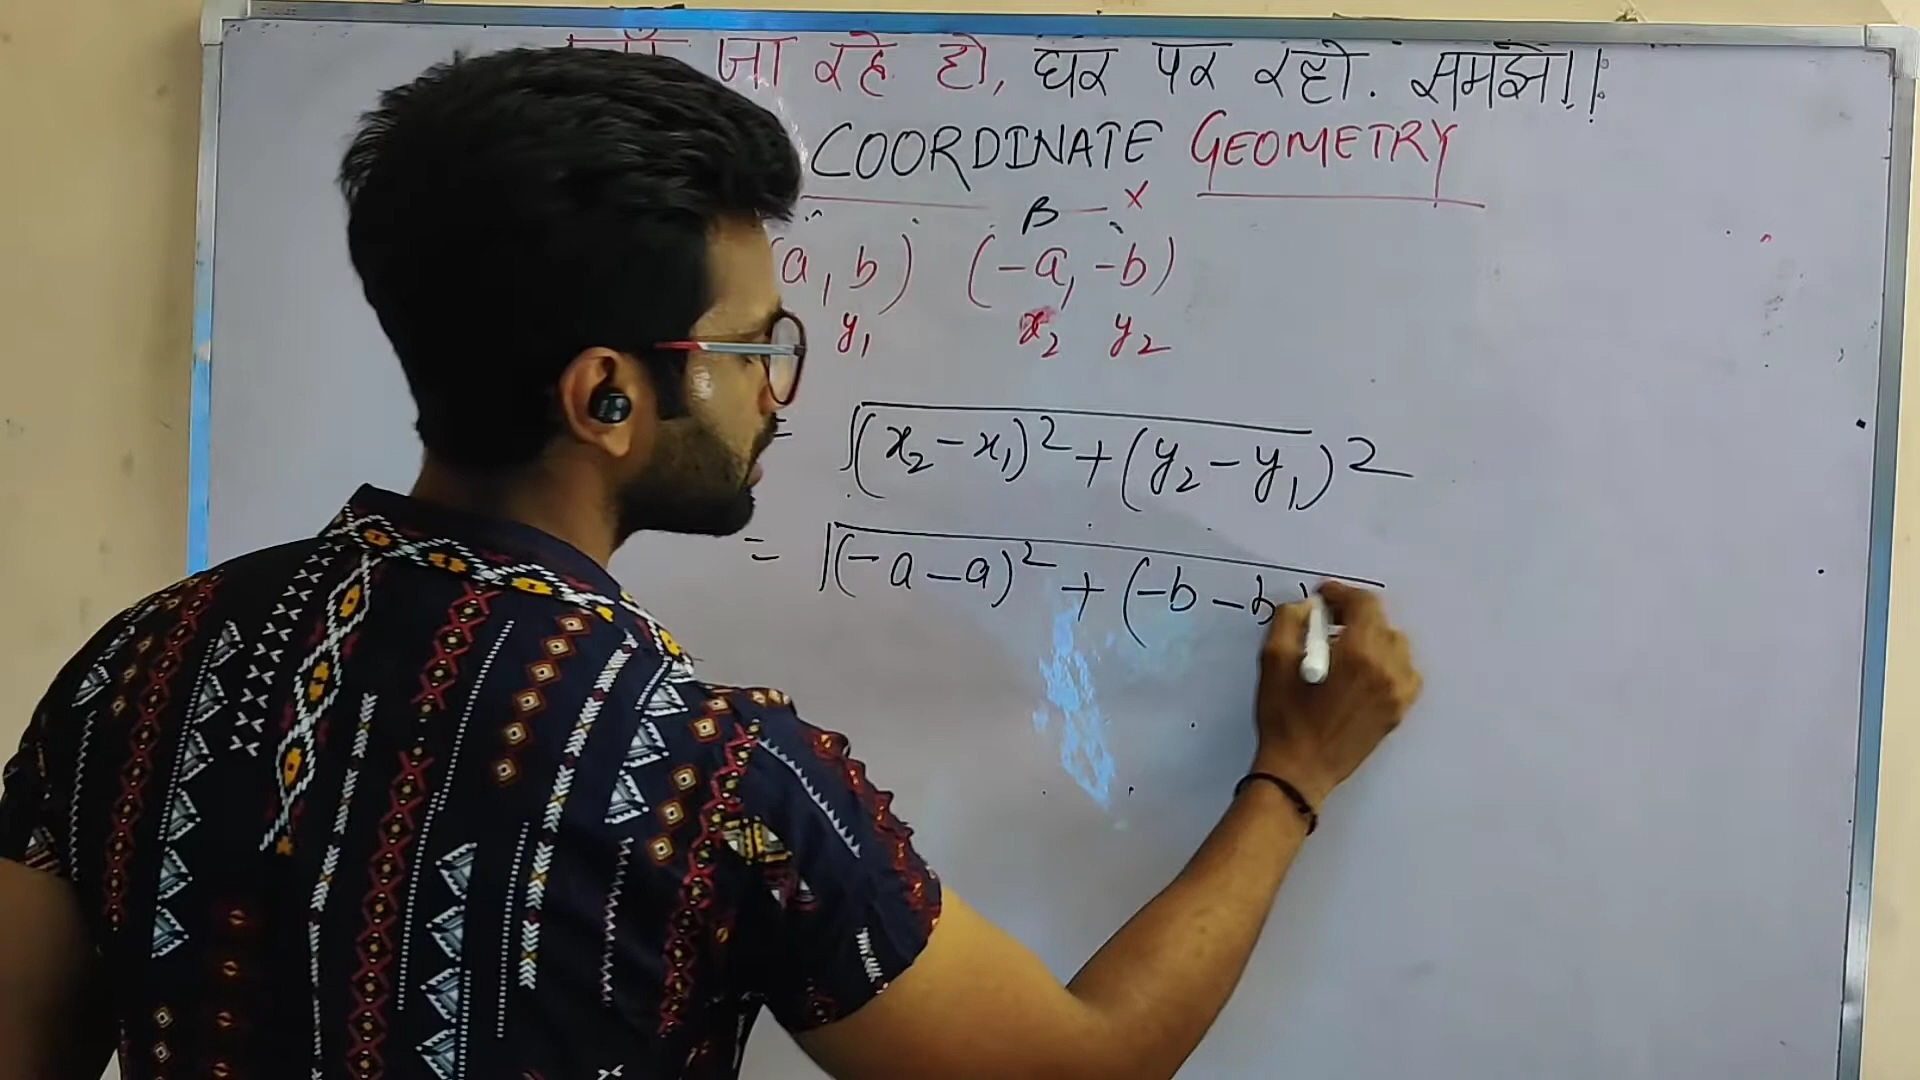 जा रहे हो, घर पर रहो. समझे!!
COORDINATE GEOMETRY
B x
(a, b) (-a, -b)
y₁ x₂ y₂
= √(x₂-x₁)² + (y₂-y₁)²
= √(-a-a)² + (-b-b)